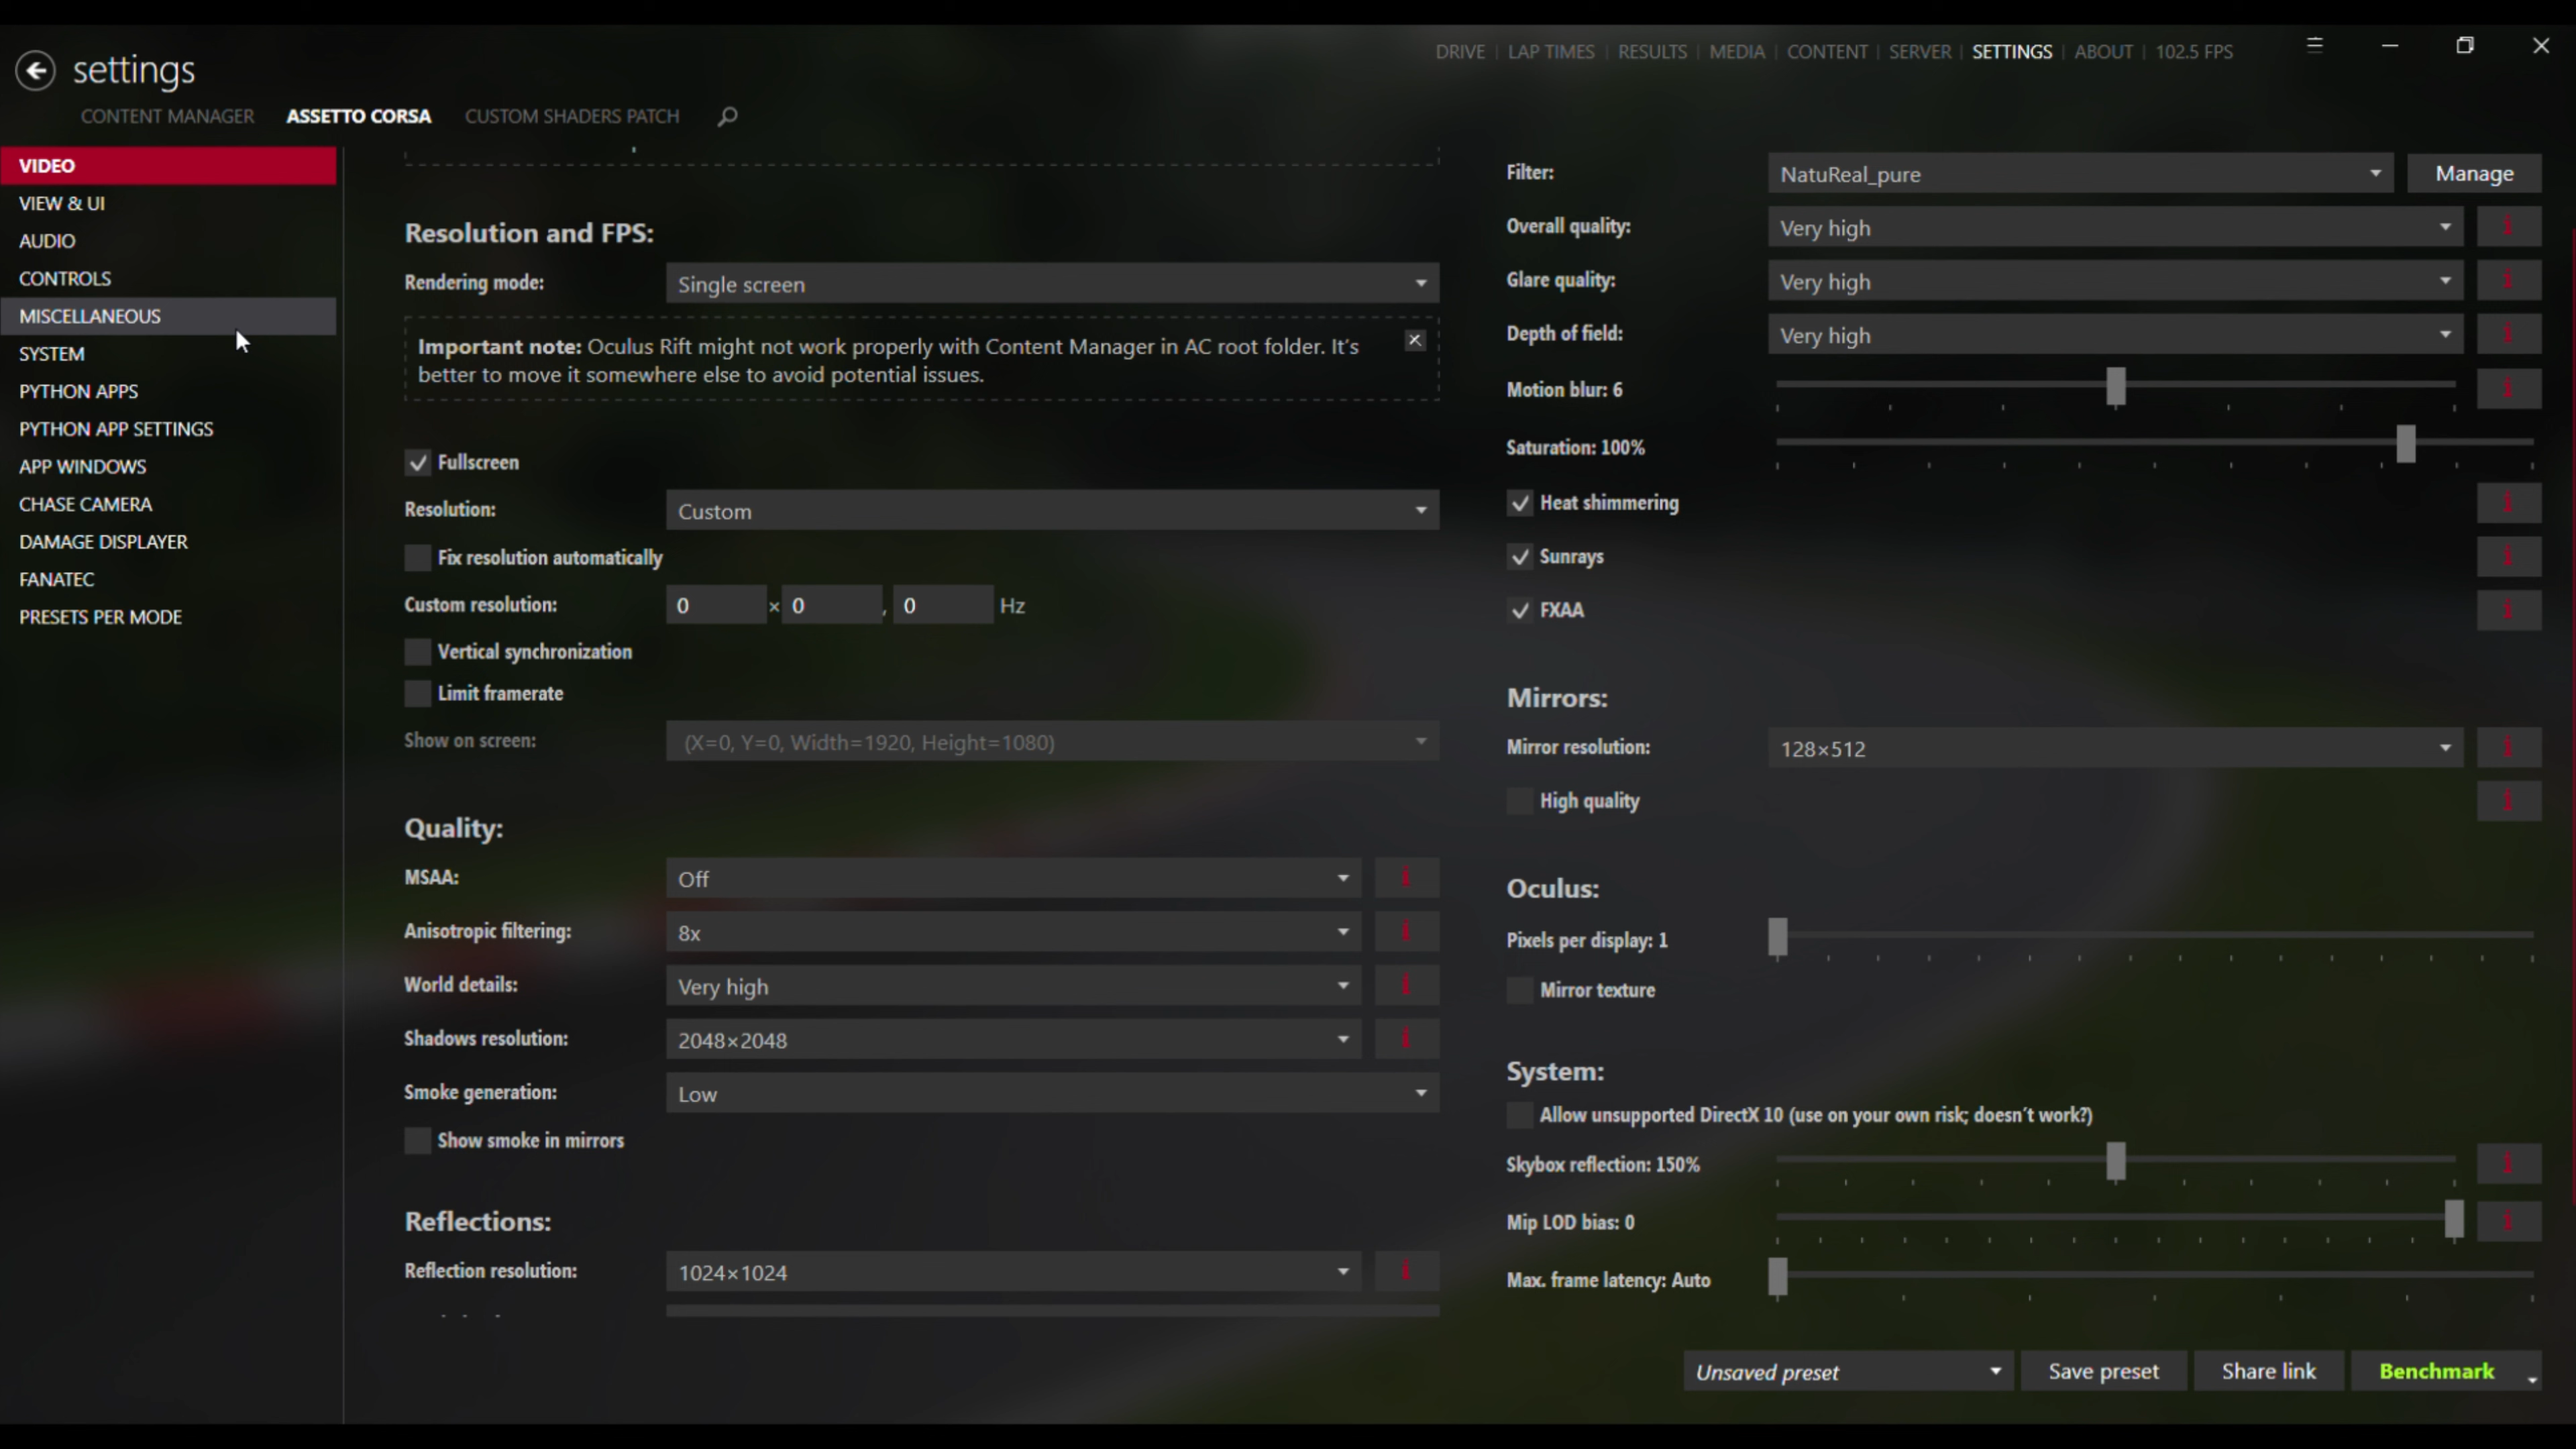 settings
DRIVE | LAP TIMES | RESULTS | MEDIA | CONTENT | SERVER | SETTINGS | ABOUT | 102.5 FPS
CONTENT MANAGER ASSETTO CORSA CUSTOM SHADERS PATCH
VIDEO
VIEW & UI
AUDIO
CONTROLS
MISCELLANEOUS
SYSTEM
PYTHON APPS
PYTHON APP SETTINGS
APP WINDOWS
CHASE CAMERA
DAMAGE DISPLAYER
FANATEC
PRESETS PER MODE
Resolution and FPS:
Rendering mode: Single screen
Important note: Oculus Rift might not work properly with Content Manager in AC root folder. It's
better to move it somewhere else to avoid potential issues.
Fullscreen
Resolution: Custom
Fix resolution automatically
Custom resolution: 0 × 0 , 0 Hz
Vertical synchronization
Limit framerate
Show on screen: (X=0, Y=0, Width=1920, Height=1080)
Quality:
MSAA: Off
Anisotropic filtering: 8x
World details: Very high
Shadows resolution: 2048×2048
Smoke generation: Low
Show smoke in mirrors
Reflections:
Reflection resolution: 1024×1024
Filter: NatuReal_pure Manage
Overall quality: Very high
Glare quality: Very high
Depth of field: Very high
Motion blur: 6
Saturation: 100%
Heat shimmering
Sunrays
FXAA
Mirrors:
Mirror resolution: 128×512
High quality
Oculus:
Pixels per display: 1
Mirror texture
System:
Allow unsupported DirectX 10 (use on your own risk; doesn't work?)
Skybox reflection: 150%
Mip LOD bias: 0
Max. frame latency: Auto
Unsaved preset Save preset Share link Benchmark